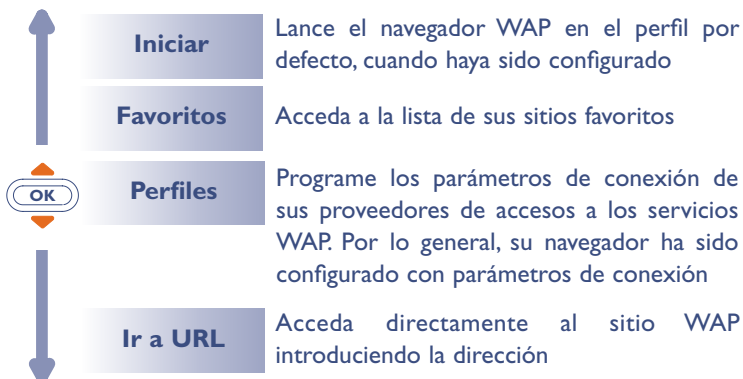 Iniciar
Lance el navegador WAP en el perfil por
defecto, cuando haya sido configurado
Favoritos
Acceda a la lista de sus sitios favoritos
OK
Perfiles
Programe los parámetros de conexión de
sus proveedores de accesos a los servicios
WAP. Por lo general, su navegador ha sido
configurado con parámetros de conexión
Ir a URL
Acceda directamente al sitio WAP
introduciendo la dirección